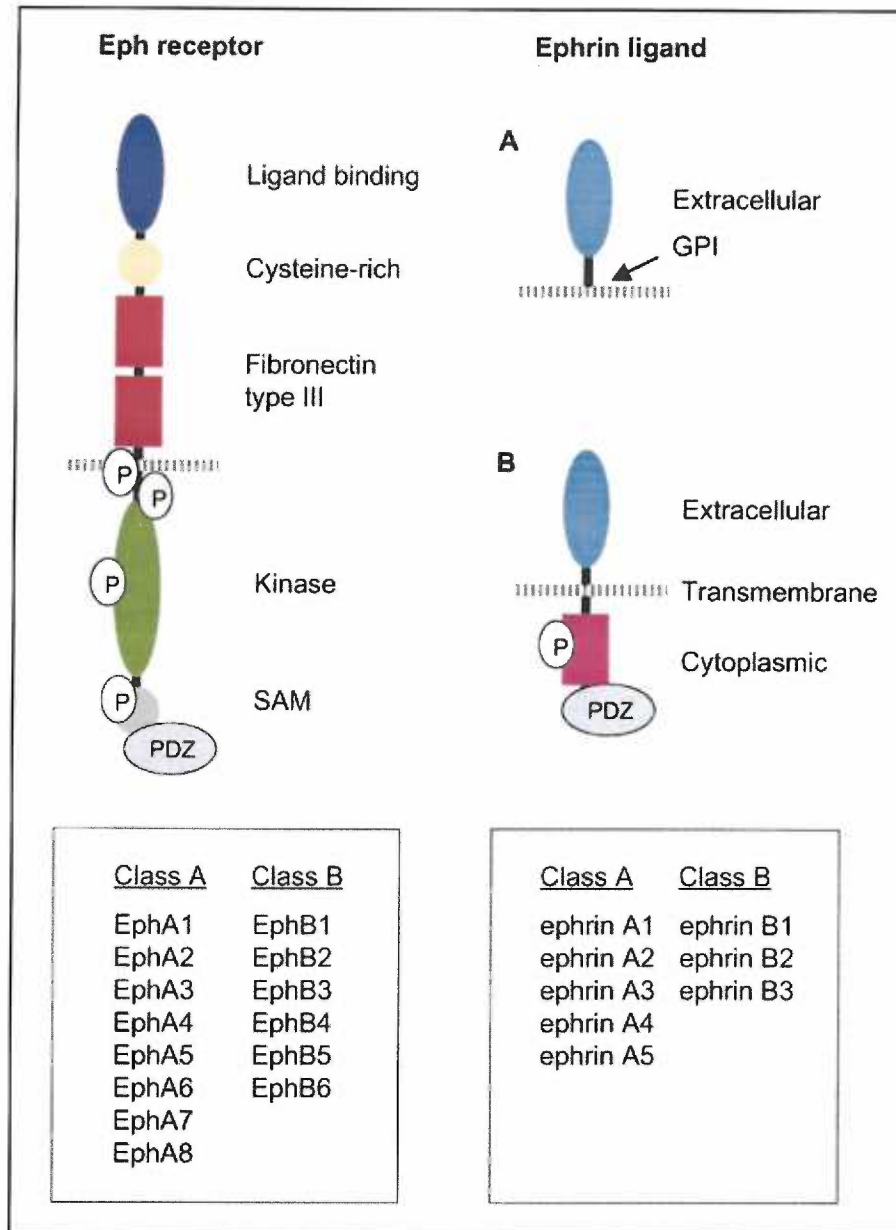 Eph receptor
Ligand binding
Cysteine-rich
Fibronectin
type III
P
P
P
Kinase
P
SAM
PDZ
Ephrin ligand
A
Extracellular
GPI
B
Extracellular
Transmembrane
P
Cytoplasmic
PDZ
Class A Class B
EphA1 EphB1
EphA2 EphB2
EphA3 EphB3
EphA4 EphB4
EphA5 EphB5
EphA6 EphB6
EphA7
EphA8
Class A Class B
ephrin A1 ephrin B1
ephrin A2 ephrin B2
ephrin A3 ephrin B3
ephrin A4
ephrin A5